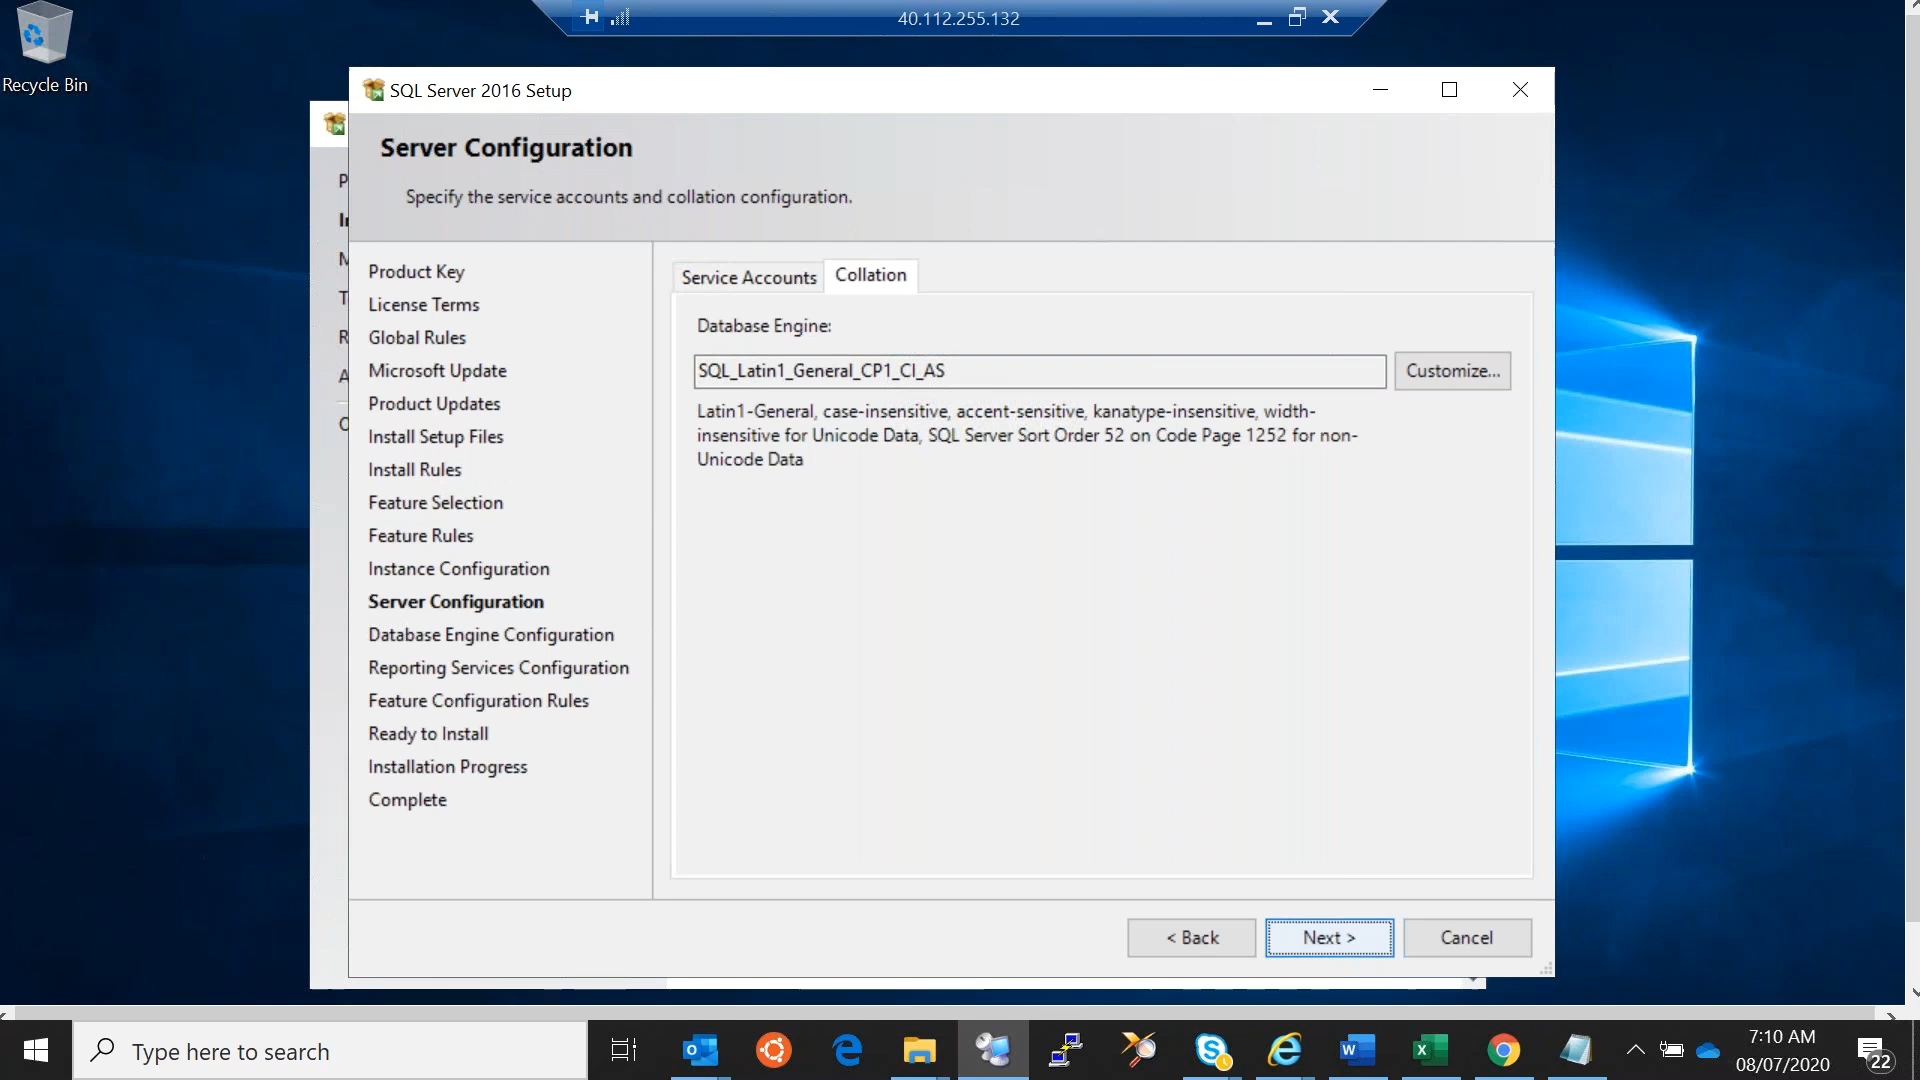 40.112.255.132
Recycle Bin
SQL Server 2016 Setup
Server Configuration
Specify the service accounts and collation configuration.
Product Key
License Terms
Global Rules
Microsoft Update
Product Updates
Install Setup Files
Install Rules
Feature Selection
Feature Rules
Instance Configuration
Server Configuration
Database Engine Configuration
Reporting Services Configuration
Feature Configuration Rules
Ready to Install
Installation Progress
Complete
Service Accounts
Collation
Database Engine:
SQL_Latin1_General_CP1_CI_AS
Customize...
Latin1-General, case-insensitive, accent-sensitive, kanatype-insensitive, width-
insensitive for Unicode Data, SQL Server Sort Order 52 on Code Page 1252 for non-
Unicode Data
< Back
Next >
Cancel
Type here to search
7:10 AM
08/07/2020
22